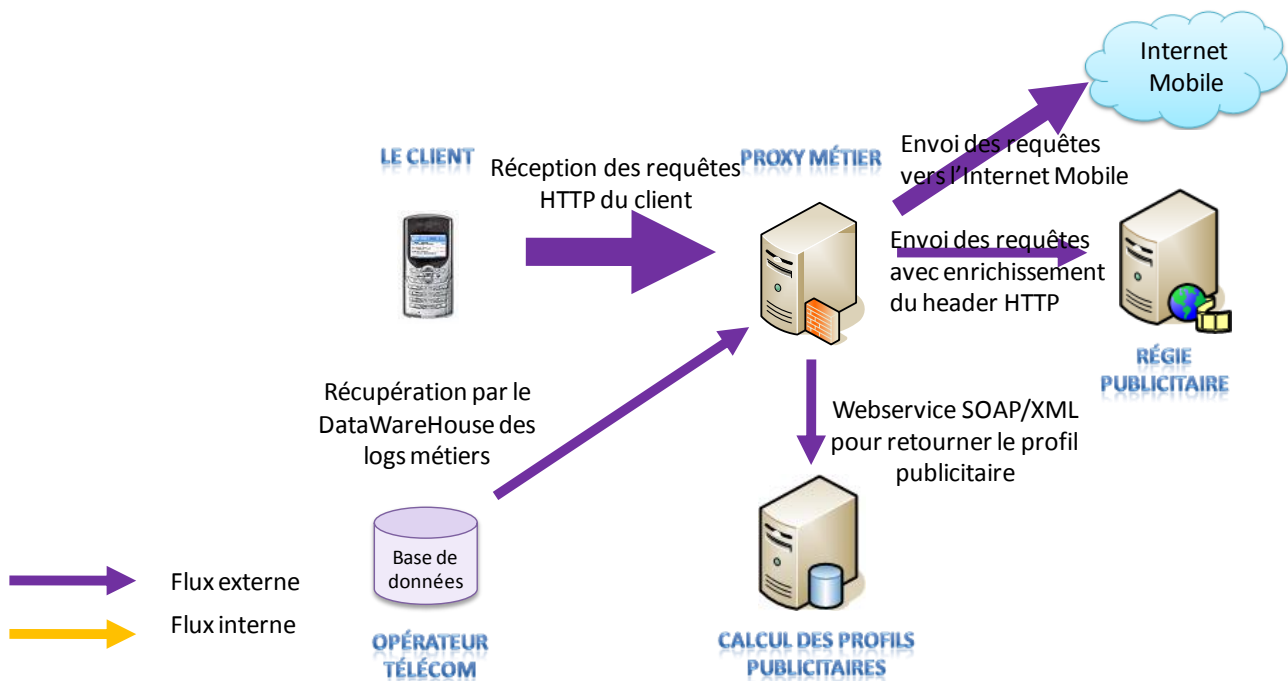 Internet
Mobile
LE CLIENT
Réception des requêtes
HTTP du client
PROXY MÉTIER
Envoi des requêtes
vers l'Internet Mobile
Envoi des requêtes
avec enrichissement
du header HTTP
RÉGIE
PUBLICITAIRE
Récupération par le
DataWareHouse des
logs métiers
Webservice SOAP/XML
pour retourner le profil
publicitaire
Base de
données
Flux externe
Flux interne
OPÉRATEUR
TÉLÉCOM
CALCUL DES PROFILS
PUBLICITAIRES